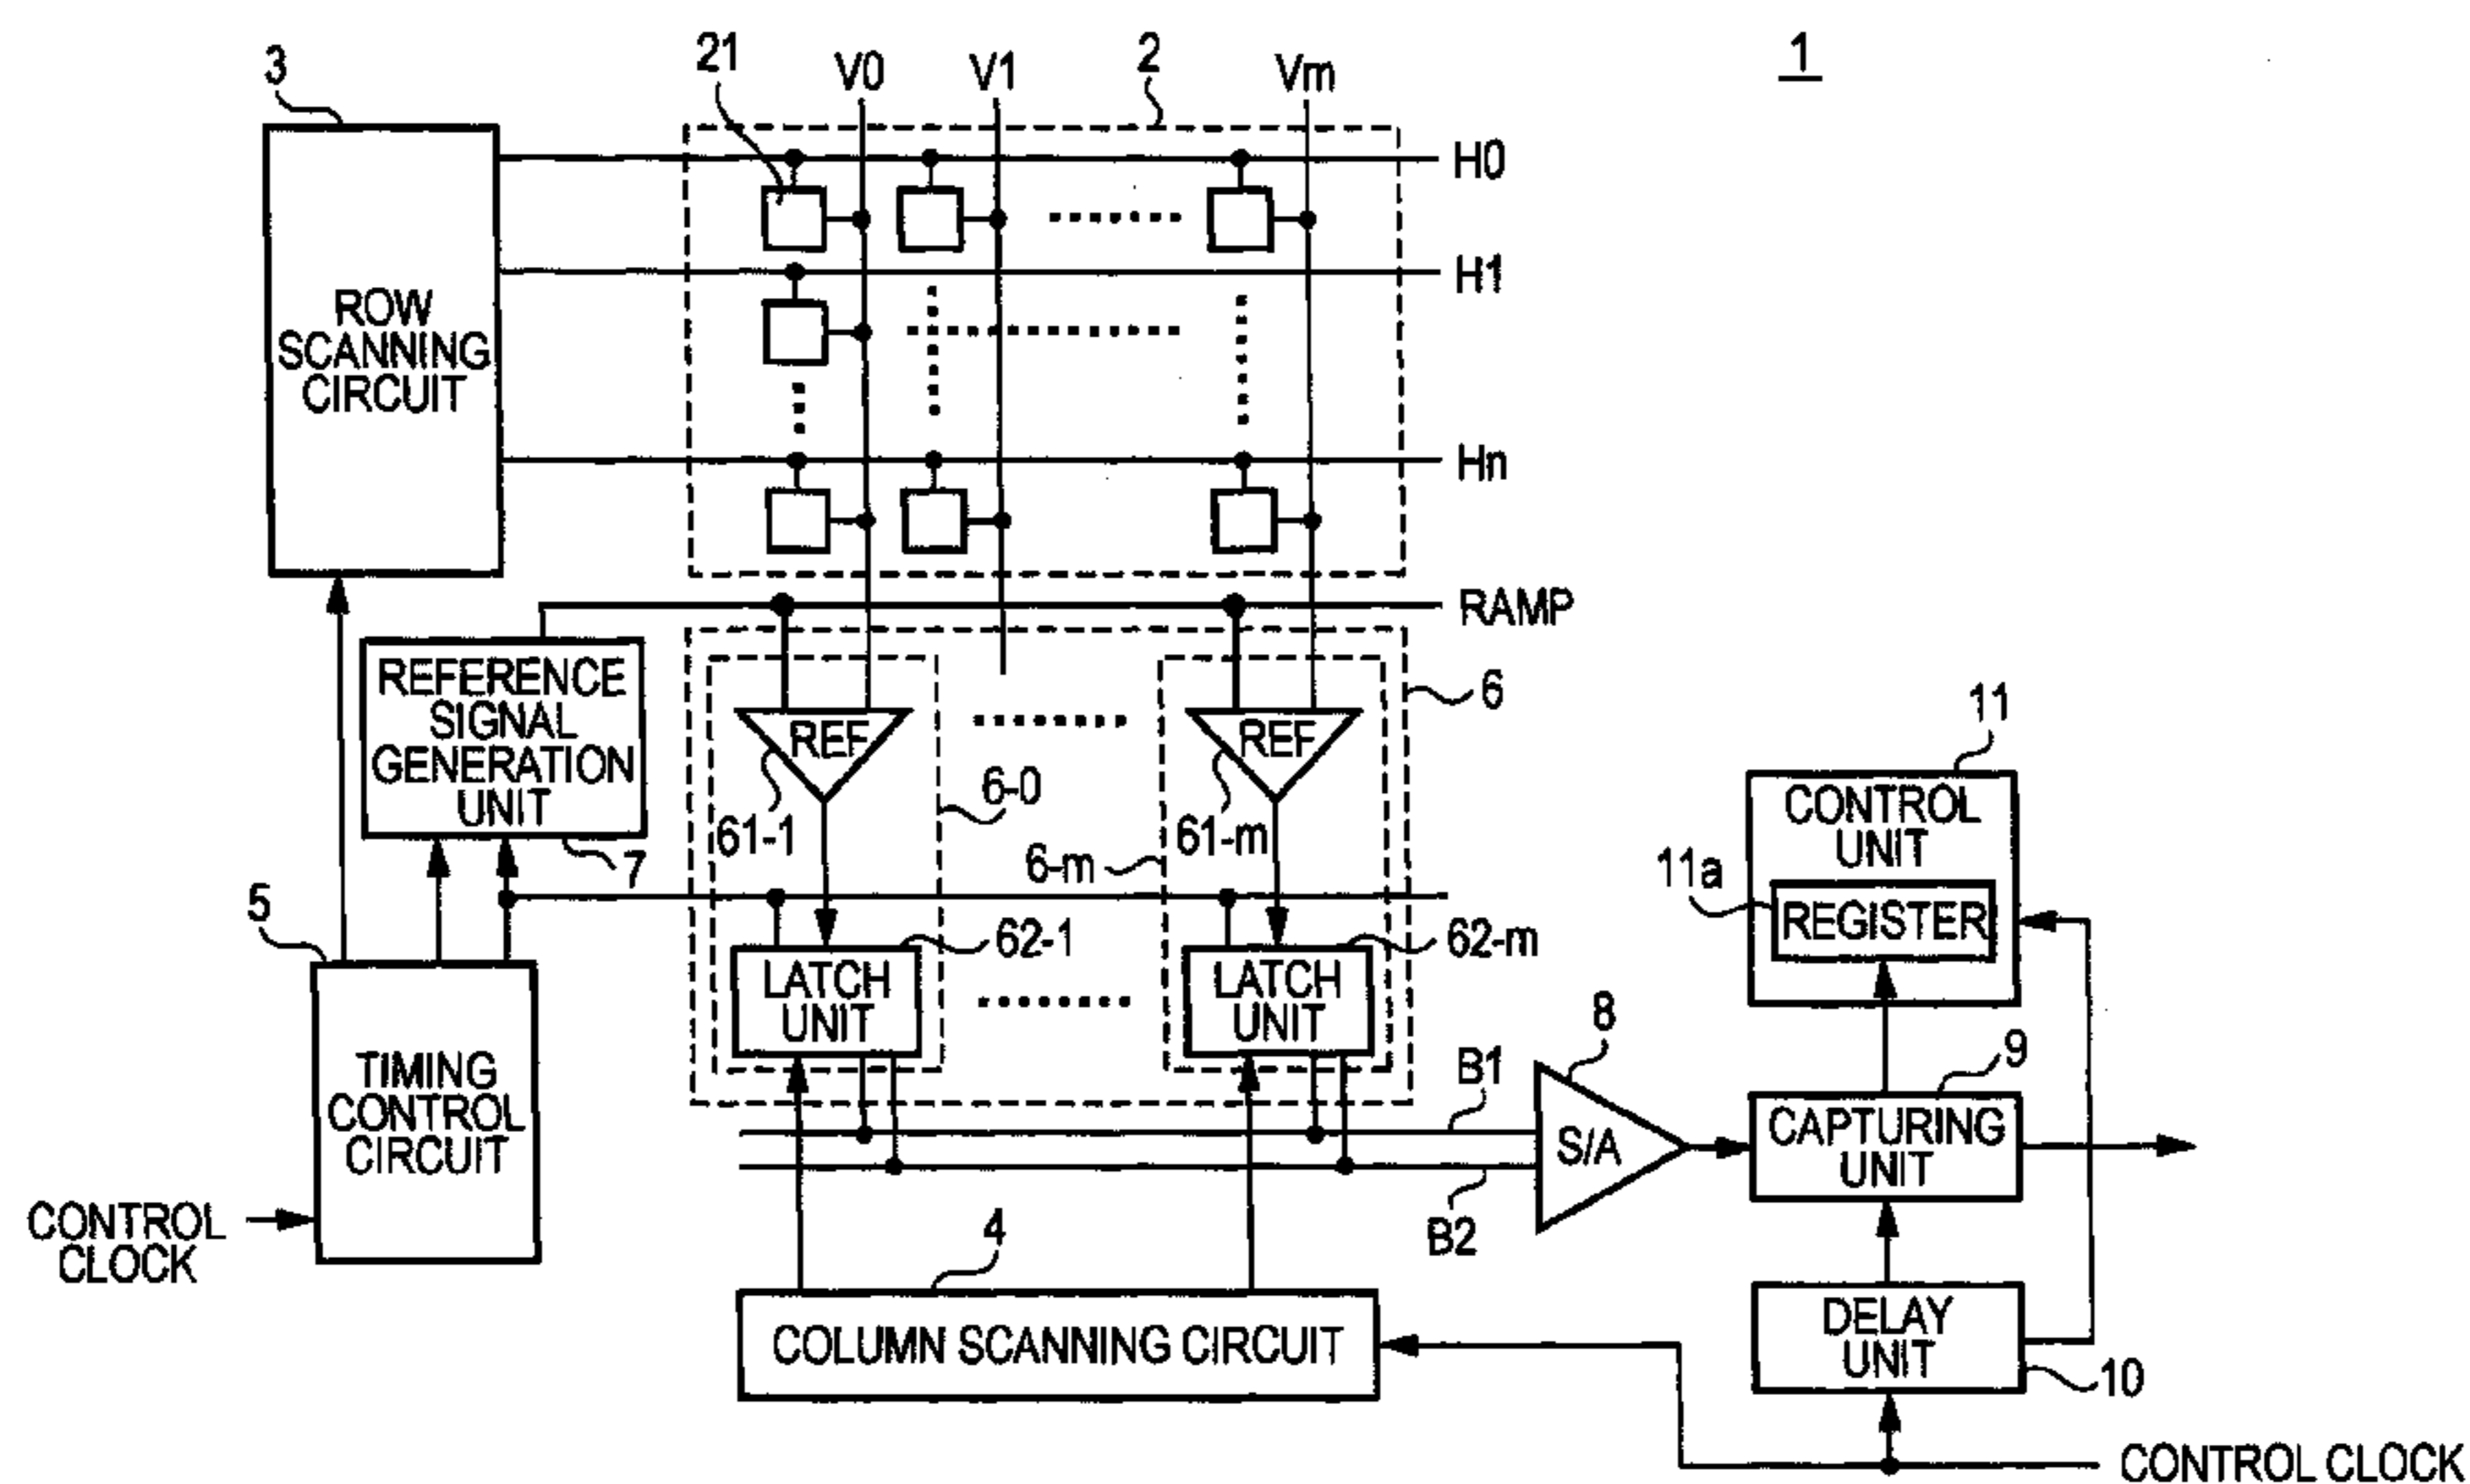 1
3
21
V0
V1
2
Vm
H0
H1
Hn
ROW
SCANNING
CIRCUIT
RAMP
REFERENCE
SIGNAL
GENERATION
UNIT
7
REF
61-1
6-0
REF
61-m
6-m
6
5
62-1
62-m
LATCH
UNIT
LATCH
UNIT
TIMING
CONTROL
CIRCUIT
CONTROL
CLOCK
B1
B2
8
S/A
11
CONTROL
UNIT
11a
REGISTER
9
CAPTURING
UNIT
4
COLUMN SCANNING CIRCUIT
DELAY
UNIT
10
CONTROL CLOCK